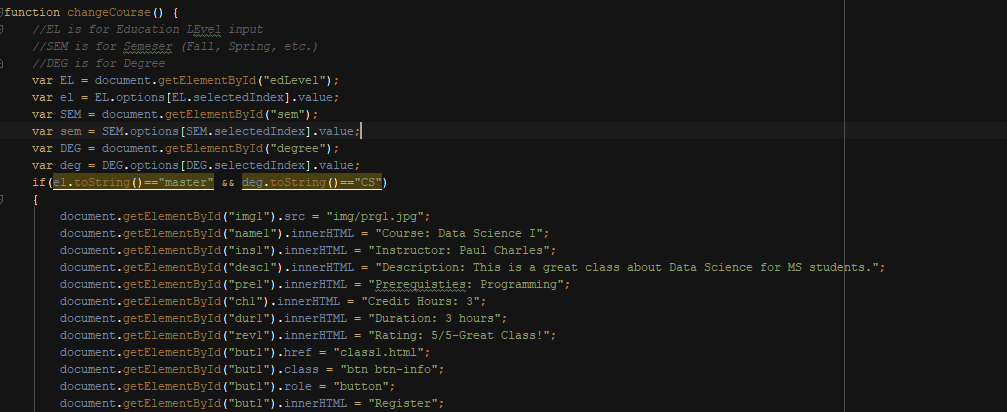 function changeCourse() {
//EL is for Education LEvel input
//SEM is for Semeser (Fall, Spring, etc.)
//DEG is for Degree
var EL = document.getElementById("edLevel");
var el = EL.options[EL.selectedIndex].value;
var SEM = document.getElementById("sem");
var sem = SEM.options[SEM.selectedIndex].value;
var DEG = document.getElementById("degree");
var deg = DEG.options[DEG.selectedIndex].value;
if(el.toString()=="master" && deg.toString()=="CS")
{
document.getElementById("img1").src = "img/prg1.jpg";
document.getElementById("name1").innerHTML = "Course: Data Science I";
document.getElementById("ins1").innerHTML = "Instructor: Paul Charles";
document.getElementById("desc1").innerHTML = "Description: This is a great class about Data Science for MS students.";
document.getElementById("pre1").innerHTML = "Prerequisties: Programming";
document.getElementById("ch1").innerHTML = "Credit Hours: 3";
document.getElementById("dur1").innerHTML = "Duration: 3 hours";
document.getElementById("rev1").innerHTML = "Rating: 5/5-Great Class!";
document.getElementById("but1").href = "class1.html";
document.getElementById("but1").class = "btn btn-info";
document.getElementById("but1").role = "button";
document.getElementById("but1").innerHTML = "Register";